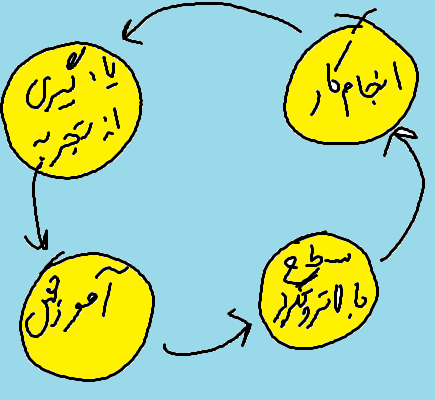 انجام کار
یادگیری
از تجربه
آموزش
سطح
بالاتر کارکرد